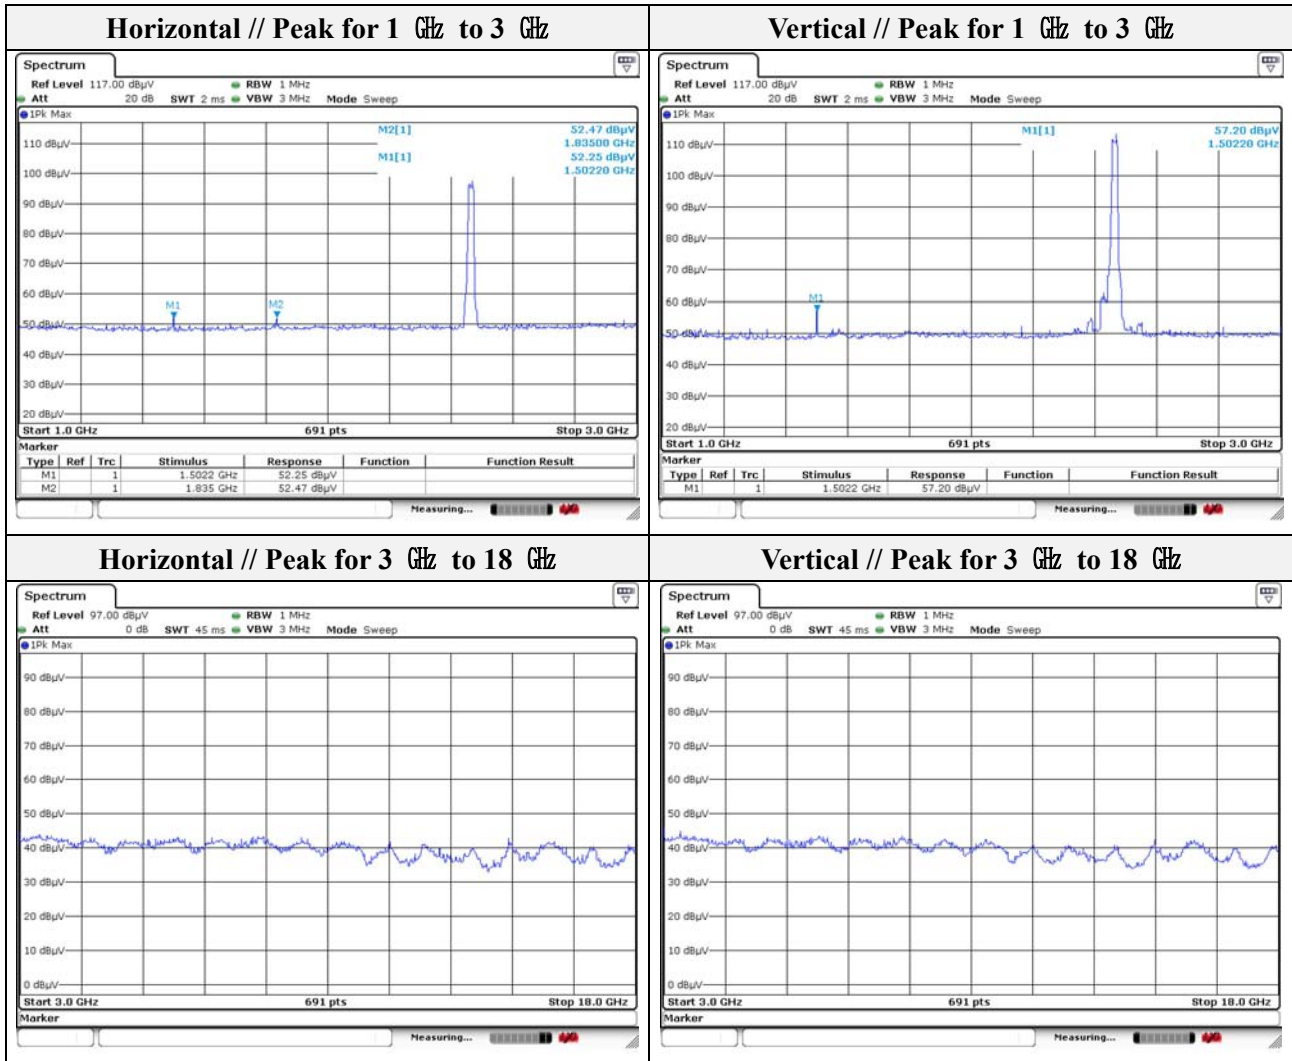 Horizontal // Peak for 1 ㎓ to 3 ㎓
Spectrum
Ref Level 117.00 dBµV RBW 1 MHz
Att 20 dB SWT 2 ms VBW 3 MHz Mode Sweep
1Pk Max
M2[1] 52.47 dBµV
1.83500 GHz
M1[1] 52.25 dBµV
1.50220 GHz
110 dBµV
100 dBµV
90 dBµV
80 dBµV
70 dBµV
60 dBµV
M1 M2
50 dBµV
40 dBµV
30 dBµV
20 dBµV
Start 1.0 GHz 691 pts Stop 3.0 GHz
Marker
Type Ref Trc Stimulus Response Function Function Result
M1 1 1.5022 GHz 52.25 dBµV
M2 1 1.835 GHz 52.47 dBµV
Measuring...
Vertical // Peak for 1 ㎓ to 3 ㎓
Spectrum
Ref Level 117.00 dBµV RBW 1 MHz
Att 20 dB SWT 2 ms VBW 3 MHz Mode Sweep
1Pk Max
M1[1] 57.20 dBµV
1.50220 GHz
110 dBµV
100 dBµV
90 dBµV
80 dBµV
70 dBµV
60 dBµV
M1
50 dBµV
40 dBµV
30 dBµV
20 dBµV
Start 1.0 GHz 691 pts Stop 3.0 GHz
Marker
Type Ref Trc Stimulus Response Function Function Result
M1 1 1.5022 GHz 57.20 dBµV
Measuring...
Horizontal // Peak for 3 ㎓ to 18 ㎓
Spectrum
Ref Level 97.00 dBµV RBW 1 MHz
Att 0 dB SWT 45 ms VBW 3 MHz Mode Sweep
1Pk Max
90 dBµV
80 dBµV
70 dBµV
60 dBµV
50 dBµV
40 dBµV
30 dBµV
20 dBµV
10 dBµV
0 dBµV
Start 3.0 GHz 691 pts Stop 18.0 GHz
Marker
Measuring...
Vertical // Peak for 3 ㎓ to 18 ㎓
Spectrum
Ref Level 97.00 dBµV RBW 1 MHz
Att 0 dB SWT 45 ms VBW 3 MHz Mode Sweep
1Pk Max
90 dBµV
80 dBµV
70 dBµV
60 dBµV
50 dBµV
40 dBµV
30 dBµV
20 dBµV
10 dBµV
0 dBµV
Start 3.0 GHz 691 pts Stop 18.0 GHz
Marker
Measuring...